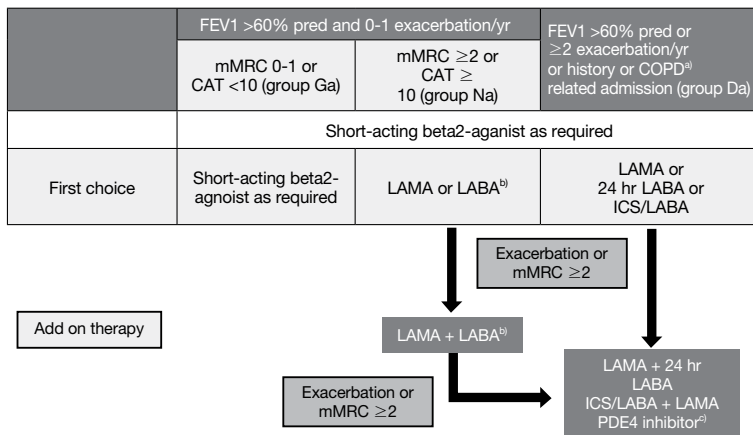 FEV1 >60% pred and 0-1 exacerbation/yr
mMRC 0-1 or
CAT <10 (group Ga)
mMRC ≥2 or
CAT ≥
10 (group Na)
FEV1 >60% pred or
≥2 exacerbation/yr
or history or COPDa)
related admission (group Da)
Short-acting beta2-aganist as required
First choice
Short-acting beta2-
agnoist as required
LAMA or LABAb)
LAMA or
24 hr LABA or
ICS/LABA
Exacerbation or
mMRC ≥2
Add on therapy
LAMA + LABAb)
Exacerbation or
mMRC ≥2
LAMA + 24 hr
LABA
ICS/LABA + LAMA
PDE4 inhibitorc)